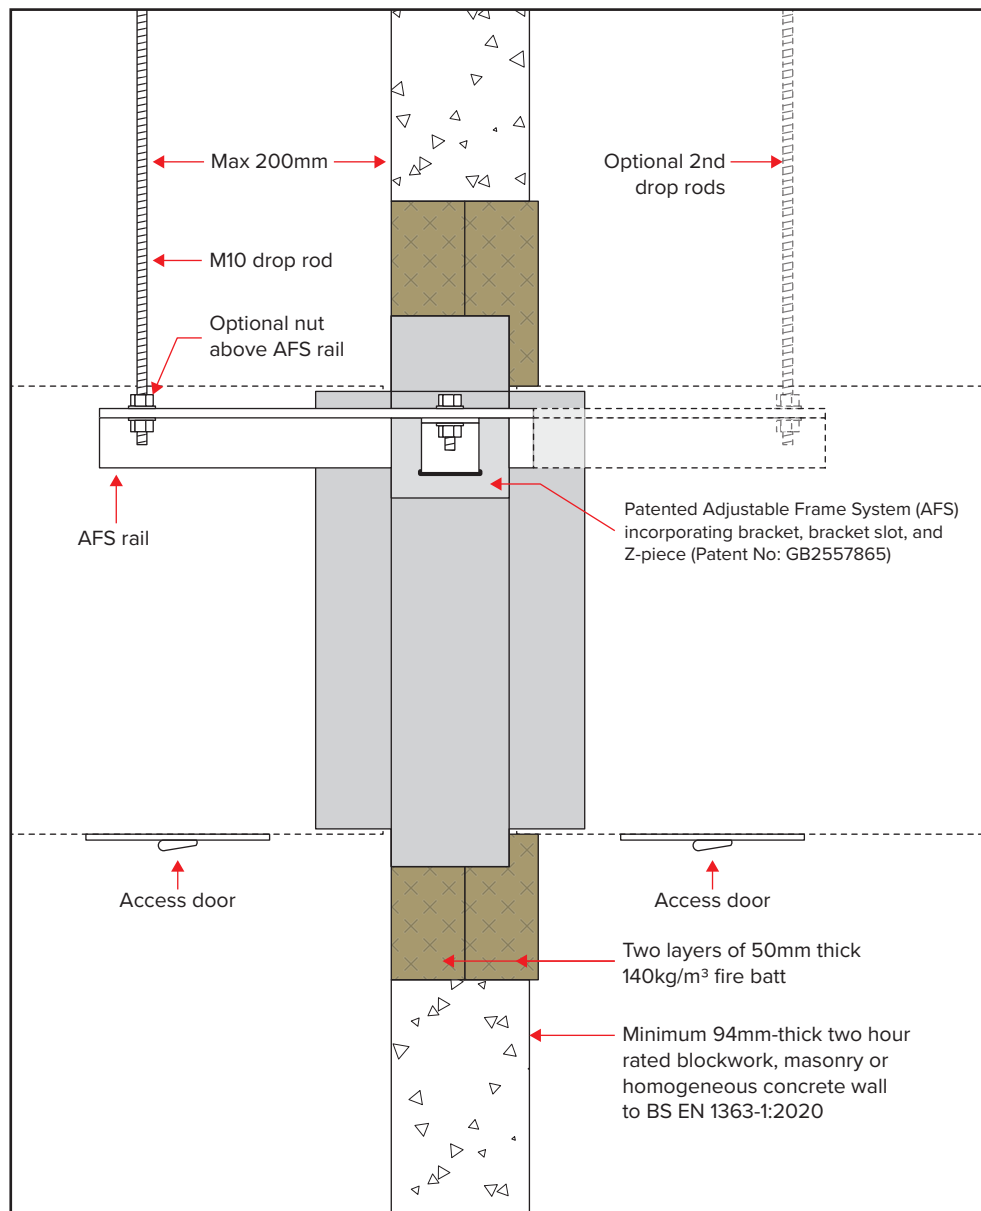 Max 200mm
Optional 2nd
drop rods
M10 drop rod
Optional nut
above AFS rail
AFS rail
Patented Adjustable Frame System (AFS)
incorporating bracket, bracket slot, and
Z-piece (Patent No: GB2557865)
Access door
Access door
Two layers of 50mm thick
140kg/m³ fire batt
Minimum 94mm-thick two hour
rated blockwork, masonry or
homogeneous concrete wall
to BS EN 1363-1:2020